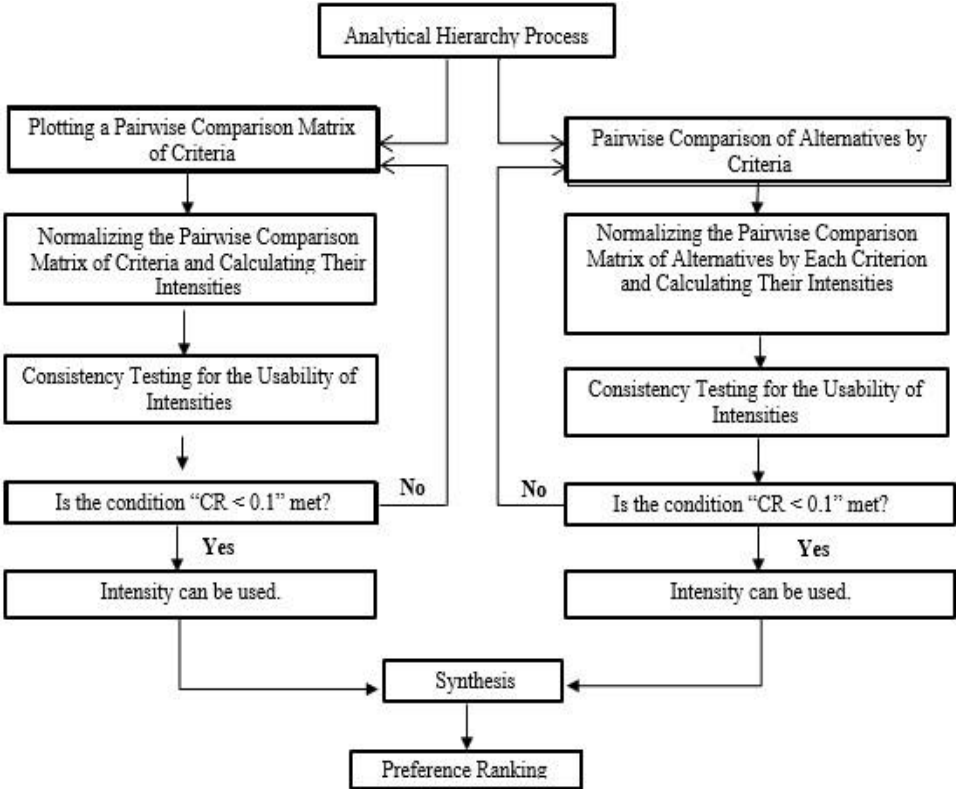 Analytical Hierarchy Process
Plotting a Pairwise Comparison Matrix
of Criteria
Normalizing the Pairwise Comparison
Matrix of Criteria and Calculating Their
Intensities
Consistency Testing for the Usability of
Intensities
Is the condition “CR < 0.1” met?
No
Yes
Intensity can be used.
Pairwise Comparison of Alternatives by
Criteria
Normalizing the Pairwise Comparison
Matrix of Alternatives by Each Criterion
and Calculating Their Intensities
Consistency Testing for the Usability of
Intensities
No
Is the condition “CR < 0.1” met?
Yes
Intensity can be used.
Synthesis
Preference Ranking